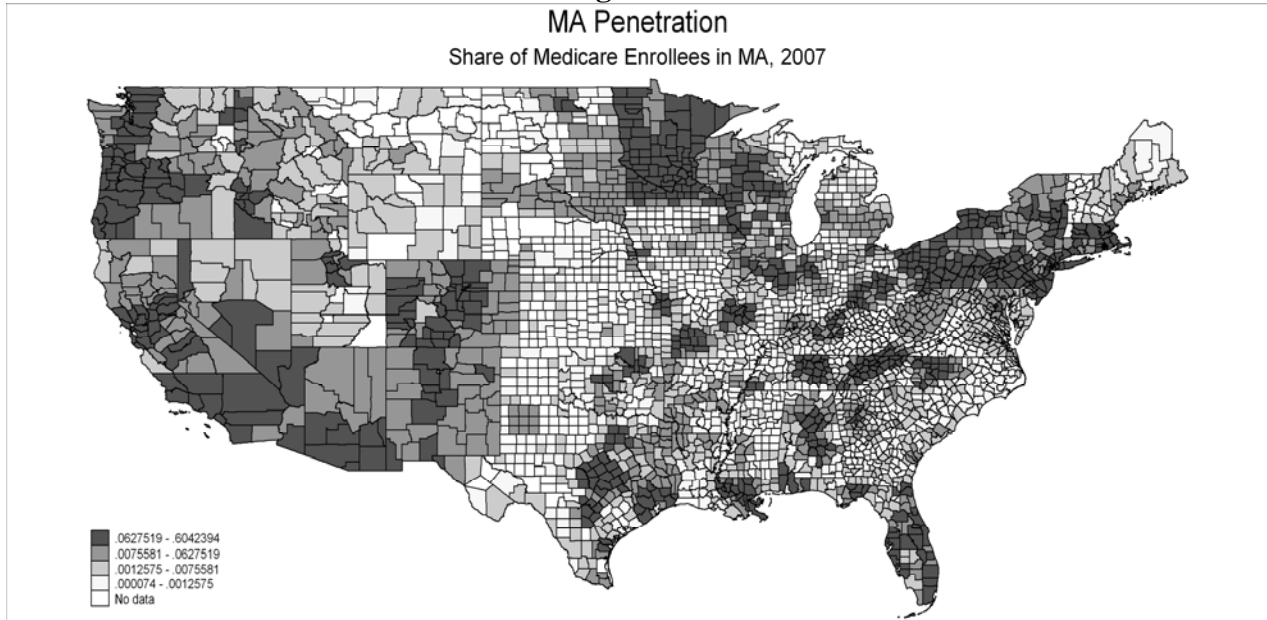 MA Penetration
Share of Medicare Enrollees in MA, 2007
.0627519 - .6042394
.0075581 - .0627519
.0012575 - .0075581
.000074 - .0012575
No data